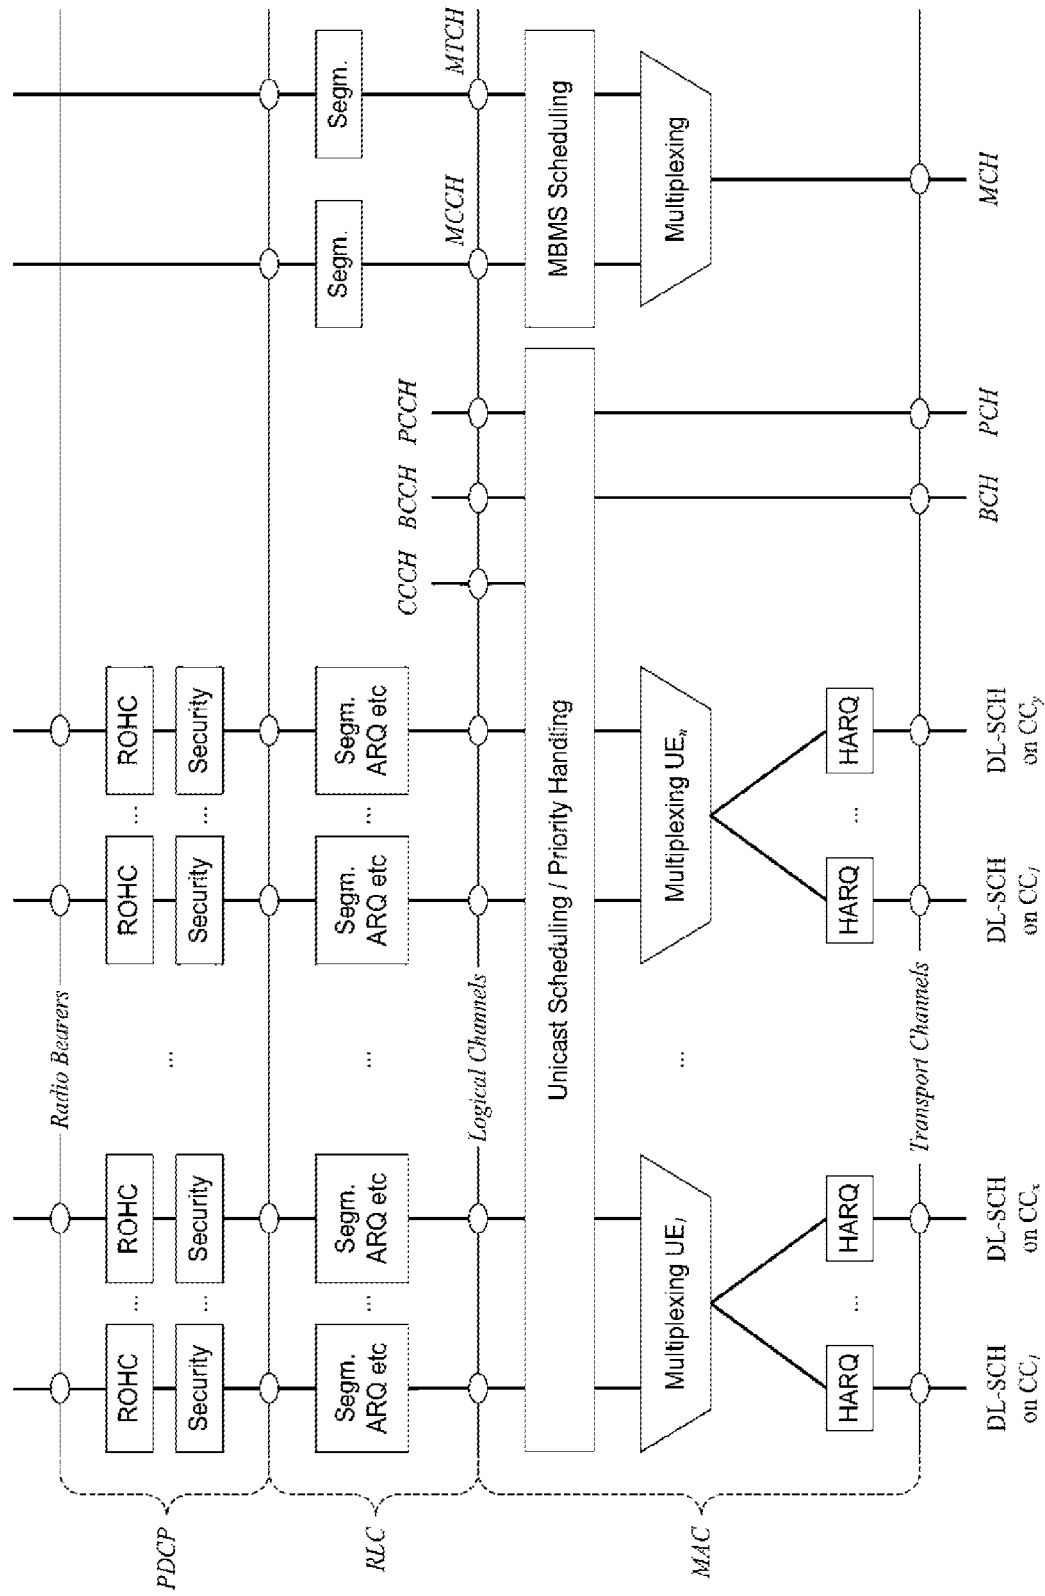 Radio Bearers
ROHC
...
ROHC
...
ROHC
...
ROHC
PDCP
Security
...
Security
Security
...
Security
Segm.
ARQ etc
...
Segm.
ARQ etc
...
Segm.
ARQ etc
...
Segm.
ARQ etc
Segm.
Segm.
RLC
CCCH
BCCH
PCCH
MCCH
MTCH
Logical Channels
Unicast Scheduling / Priority Handling
MBMS Scheduling
MAC
Multiplexing UE₁
...
Multiplexing UEₙ
Multiplexing
HARQ
...
HARQ
HARQ
...
HARQ
Transport Channels
DL-SCH
on CC₁
DL-SCH
on CCₓ
DL-SCH
on CC₁
DL-SCH
on CCᵧ
BCH
PCH
MCH